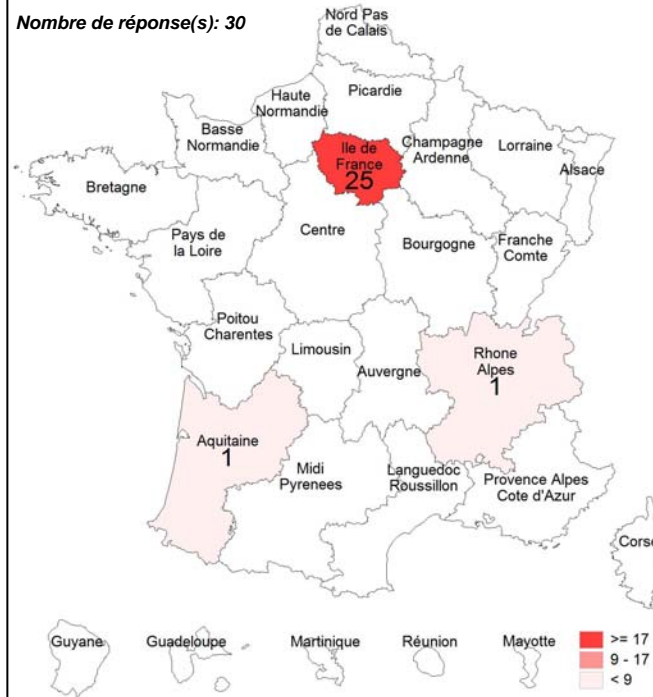 Nombre de réponse(s): 30
Nord Pas
de Calais
Haute
Normandie
Picardie
Basse
Normandie
Ile de
France
25
Champagne
Ardenne
Lorraine
Alsace
Bretagne
Pays de
la Loire
Centre
Bourgogne
Franche
Comte
Poitou
Charentes
Limousin
Auvergne
Rhone
Alpes
1
Aquitaine
1
Midi
Pyrenees
Languedoc
Roussillon
Provence Alpes
Cote d'Azur
Corse
Guyane
Guadeloupe
Martinique
Réunion
Mayotte
>= 17
9 - 17
< 9